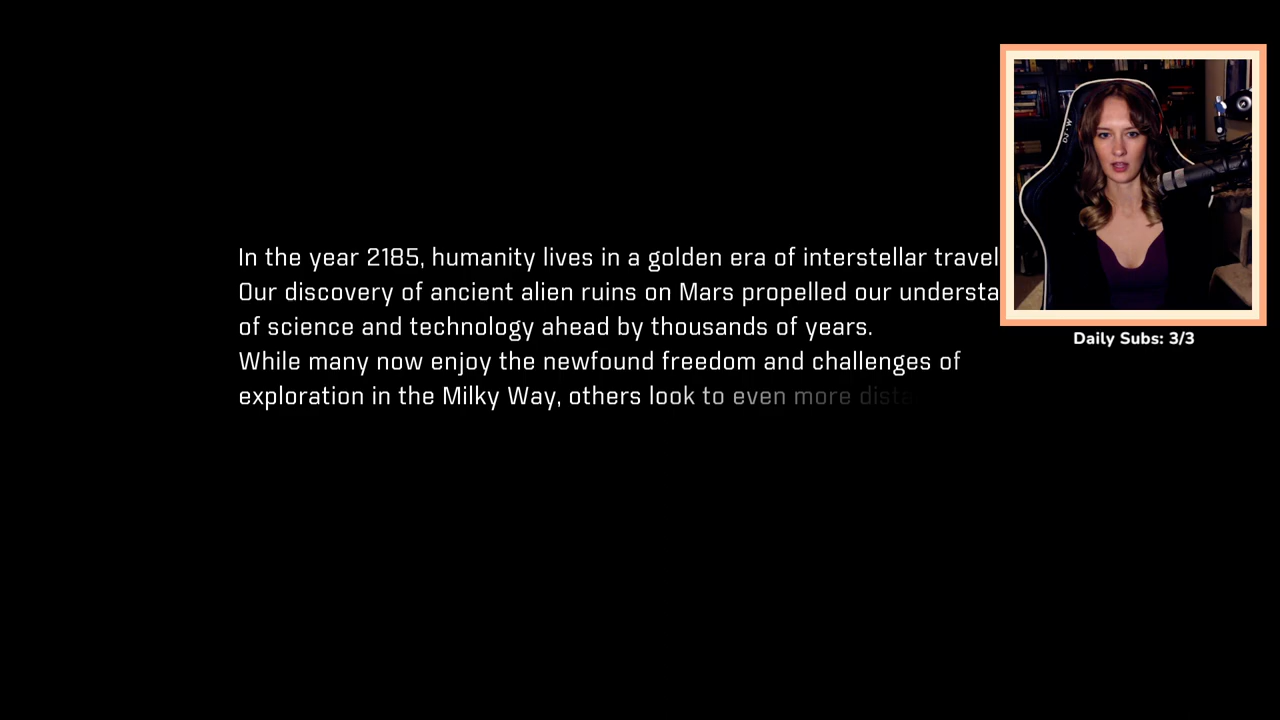 In the year 2185, humanity lives in a golden era of interstellar travel
Our discovery of ancient alien ruins on Mars propelled our understa
of science and technology ahead by thousands of years.
While many now enjoy the newfound freedom and challenges of
exploration in the Milky Way, others look to even more dista
Daily Subs: 3/3